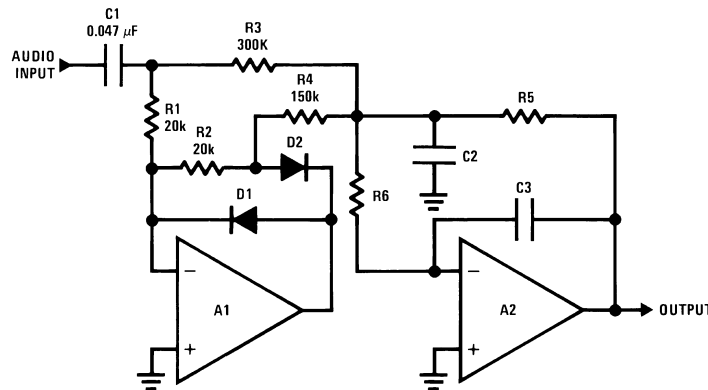 C1
0.047 μF
AUDIO
INPUT
R3
300K
R4
150k
R5
R1
20k
R2
20k
D2
C2
R6
D1
C3
−
A1
+
−
A2
+
OUTPUT